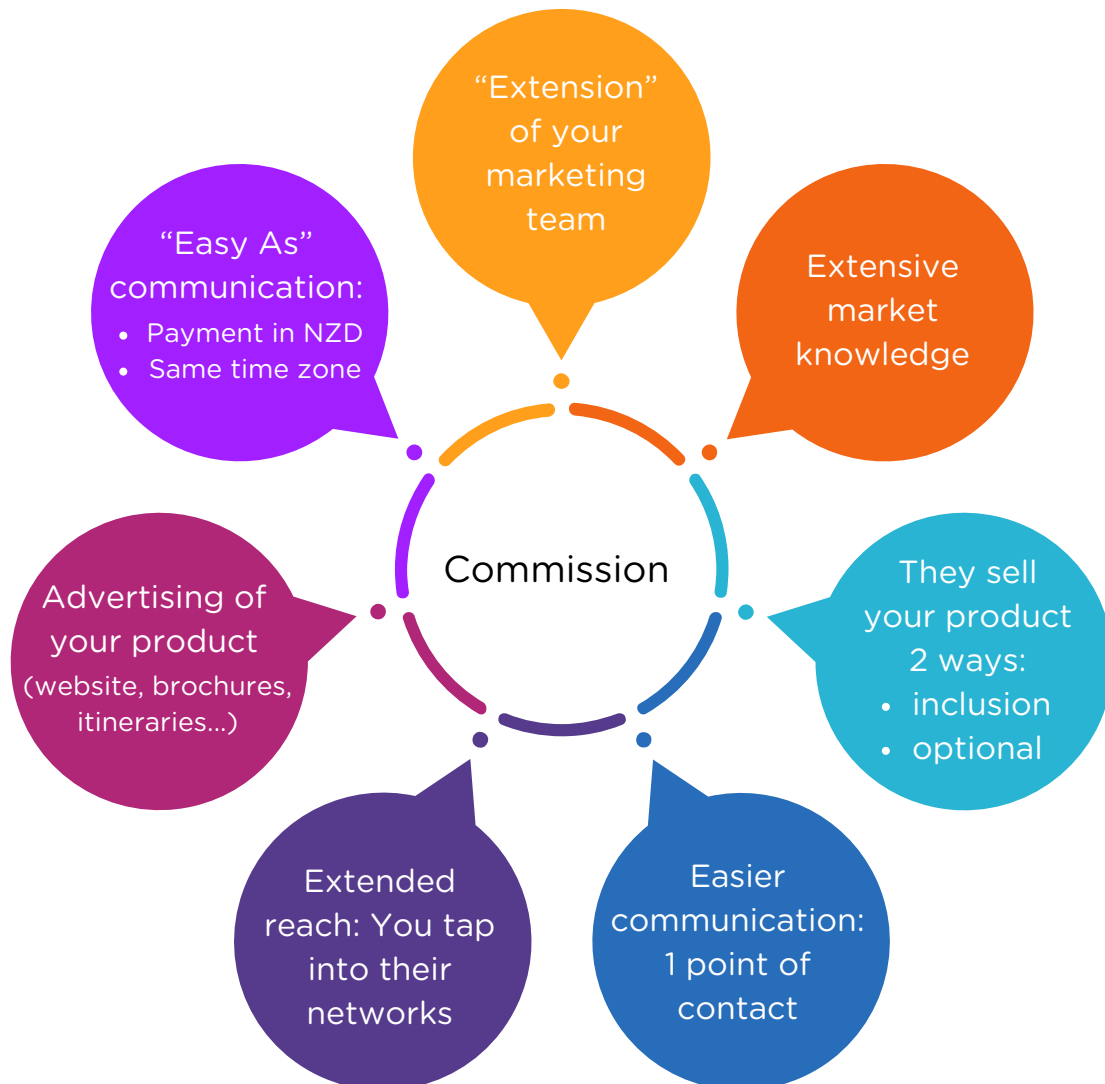 “Extension”
of your
marketing
team
Extensive
market
knowledge
They sell
your product
2 ways:
• inclusion
• optional
Easier
communication:
1 point of
contact
Extended
reach: You tap
into their
networks
Advertising of
your product
(website, brochures,
itineraries...)
“Easy As”
communication:
• Payment in NZD
• Same time zone
Commission